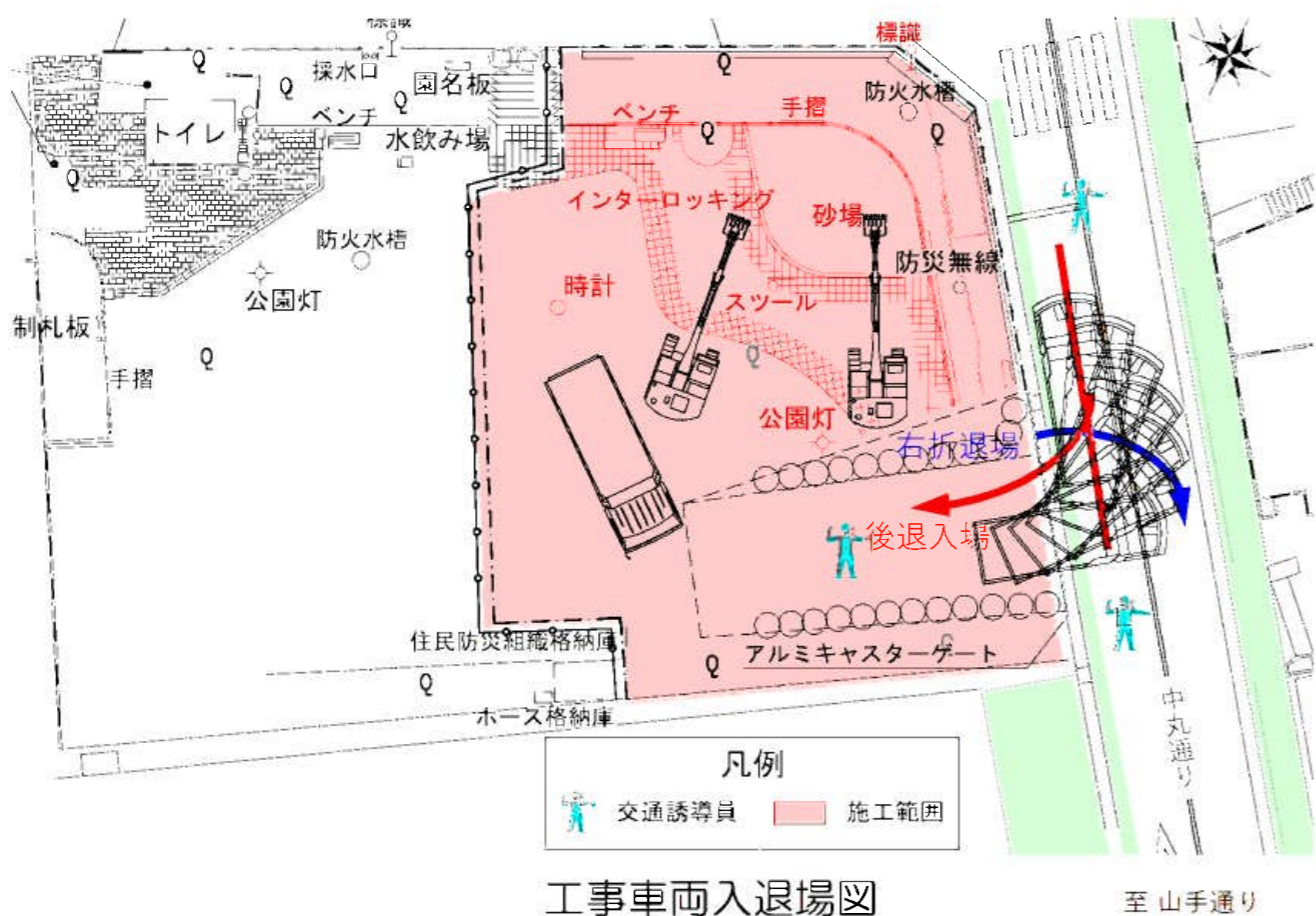 標識
標識
採水口
園名板
防火水槽
ベンチ
ベンチ
手摺
トイレ
水飲み場
インターロッキング
砂場
防火水槽
防災無線
時計
スツール
公園灯
制札板
手摺
公園灯
右折退場
後退入場
住民防災組織格納庫
アルミキャスターゲート
ホース格納庫
中丸通り
凡例
交通誘導員
施工範囲
工事車両入退場図
至 山手通り